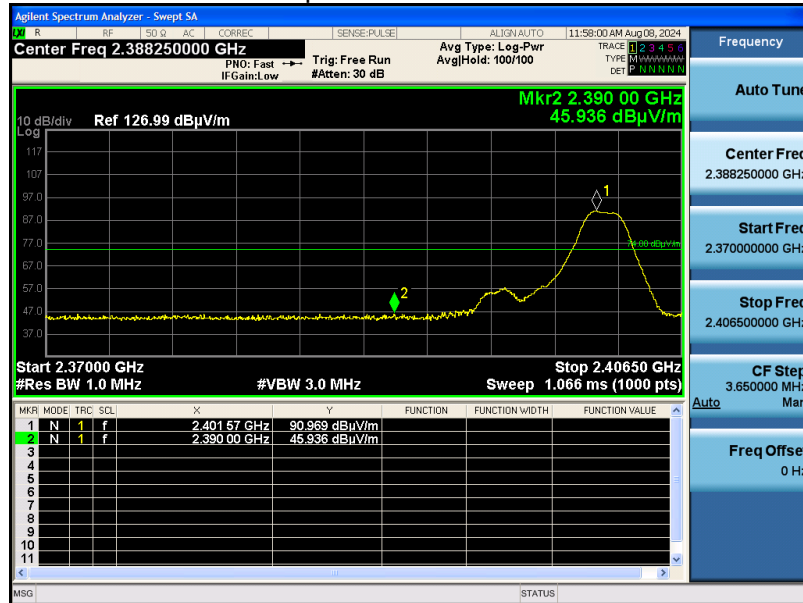 Agilent Spectrum Analyzer - Swept SA
LXI R RF 50 Ω AC CORREC SENSE:PULSE ALIGN AUTO 11:58:00 AM Aug 08, 2024
Center Freq 2.388250000 GHz
PNO: Fast
IFGain:Low
Trig: Free Run
#Atten: 30 dB
Avg Type: Log-Pwr
Avg|Hold: 100/100
TRACE 1 2 3 4 5 6
TYPE M
DET P N N N N N
Mkr2 2.390 00 GHz
45.936 dBµV/m
10 dB/div Ref 126.99 dBµV/m
Log
117
107
97.0
87.0
77.0
67.0
57.0
47.0
37.0
1
2
74.00 dBµV/m
Start 2.37000 GHz Stop 2.40650 GHz
#Res BW 1.0 MHz #VBW 3.0 MHz Sweep 1.066 ms (1000 pts)
MKR MODE TRC SCL X Y FUNCTION FUNCTION WIDTH FUNCTION VALUE
1 N 1 f 2.401 57 GHz 90.969 dBµV/m
2 N 1 f 2.390 00 GHz 45.936 dBµV/m
3
4
5
6
7
8
9
10
11
MSG STATUS
Frequency
Auto Tune
Center Freq
2.388250000 GHz
Start Freq
2.370000000 GHz
Stop Freq
2.406500000 GHz
CF Step
3.650000 MHz
Auto Man
Freq Offset
0 Hz